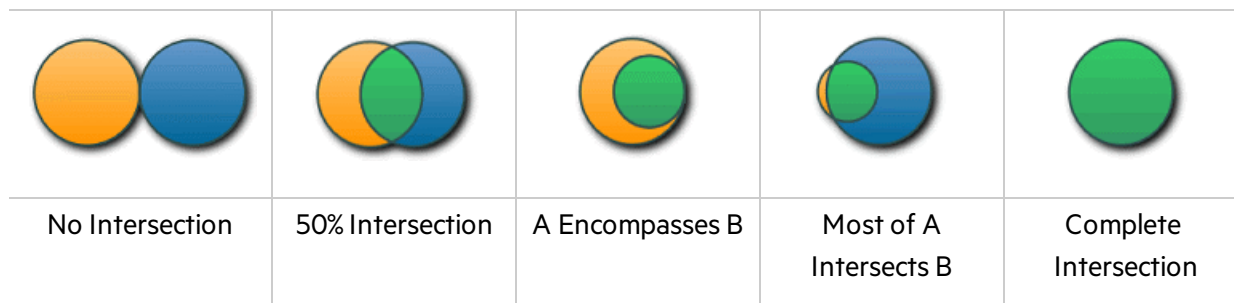 No Intersection
50% Intersection
A Encompasses B
Most of A
Intersects B
Complete
Intersection